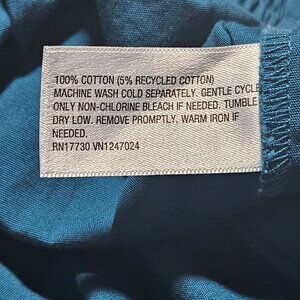 100% COTTON (5% RECYCLED COTTON)
MACHINE WASH COLD SEPARATELY. GENTLE CYCLE
ONLY NON-CHLORINE BLEACH IF NEEDED. TUMBLE
DRY LOW. REMOVE PROMPTLY. WARM IRON IF
NEEDED.
RN17730 VN1247024